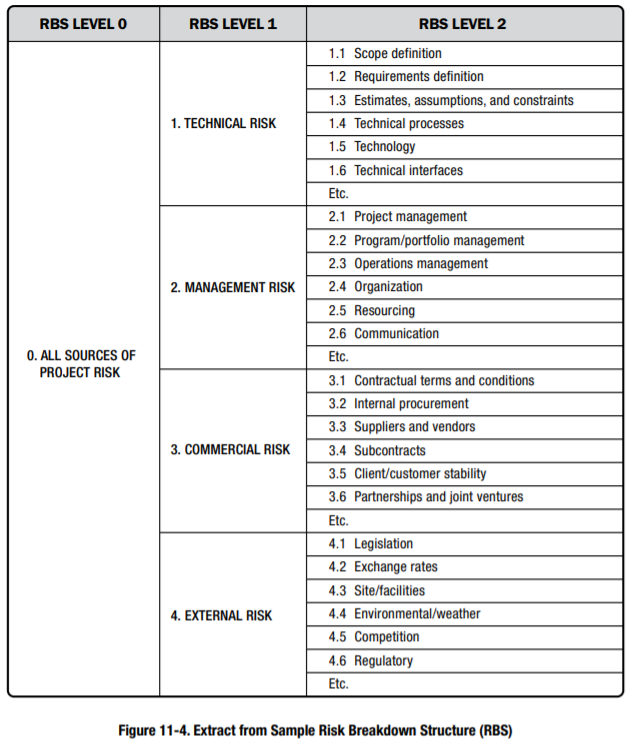 RBS LEVEL 0
RBS LEVEL 1
RBS LEVEL 2
0. ALL SOURCES OF
PROJECT RISK
1. TECHNICAL RISK
1.1 Scope definition
1.2 Requirements definition
1.3 Estimates, assumptions, and constraints
1.4 Technical processes
1.5 Technology
1.6 Technical interfaces
Etc.
2. MANAGEMENT RISK
2.1 Project management
2.2 Program/portfolio management
2.3 Operations management
2.4 Organization
2.5 Resourcing
2.6 Communication
Etc.
3. COMMERCIAL RISK
3.1 Contractual terms and conditions
3.2 Internal procurement
3.3 Suppliers and vendors
3.4 Subcontracts
3.5 Client/customer stability
3.6 Partnerships and joint ventures
Etc.
4. EXTERNAL RISK
4.1 Legislation
4.2 Exchange rates
4.3 Site/facilities
4.4 Environmental/weather
4.5 Competition
4.6 Regulatory
Etc.
Figure 11-4. Extract from Sample Risk Breakdown Structure (RBS)